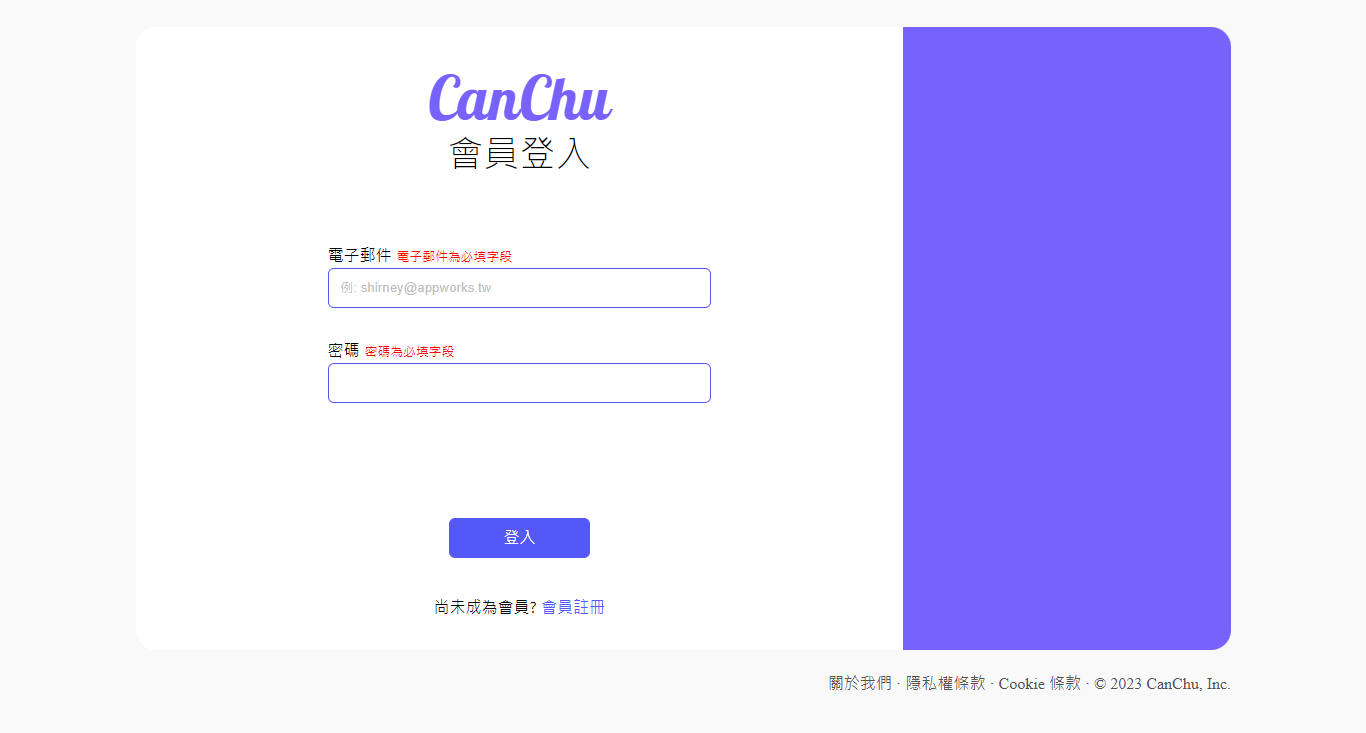 CanChu
會員登入
電子郵件 電子郵件為必填字段
例: shirney@appworks.tw
密碼 密碼為必填字段
登入
尚未成為會員? 會員註冊
關於我們 · 隱私權條款 · Cookie 條款 · © 2023 CanChu, Inc.